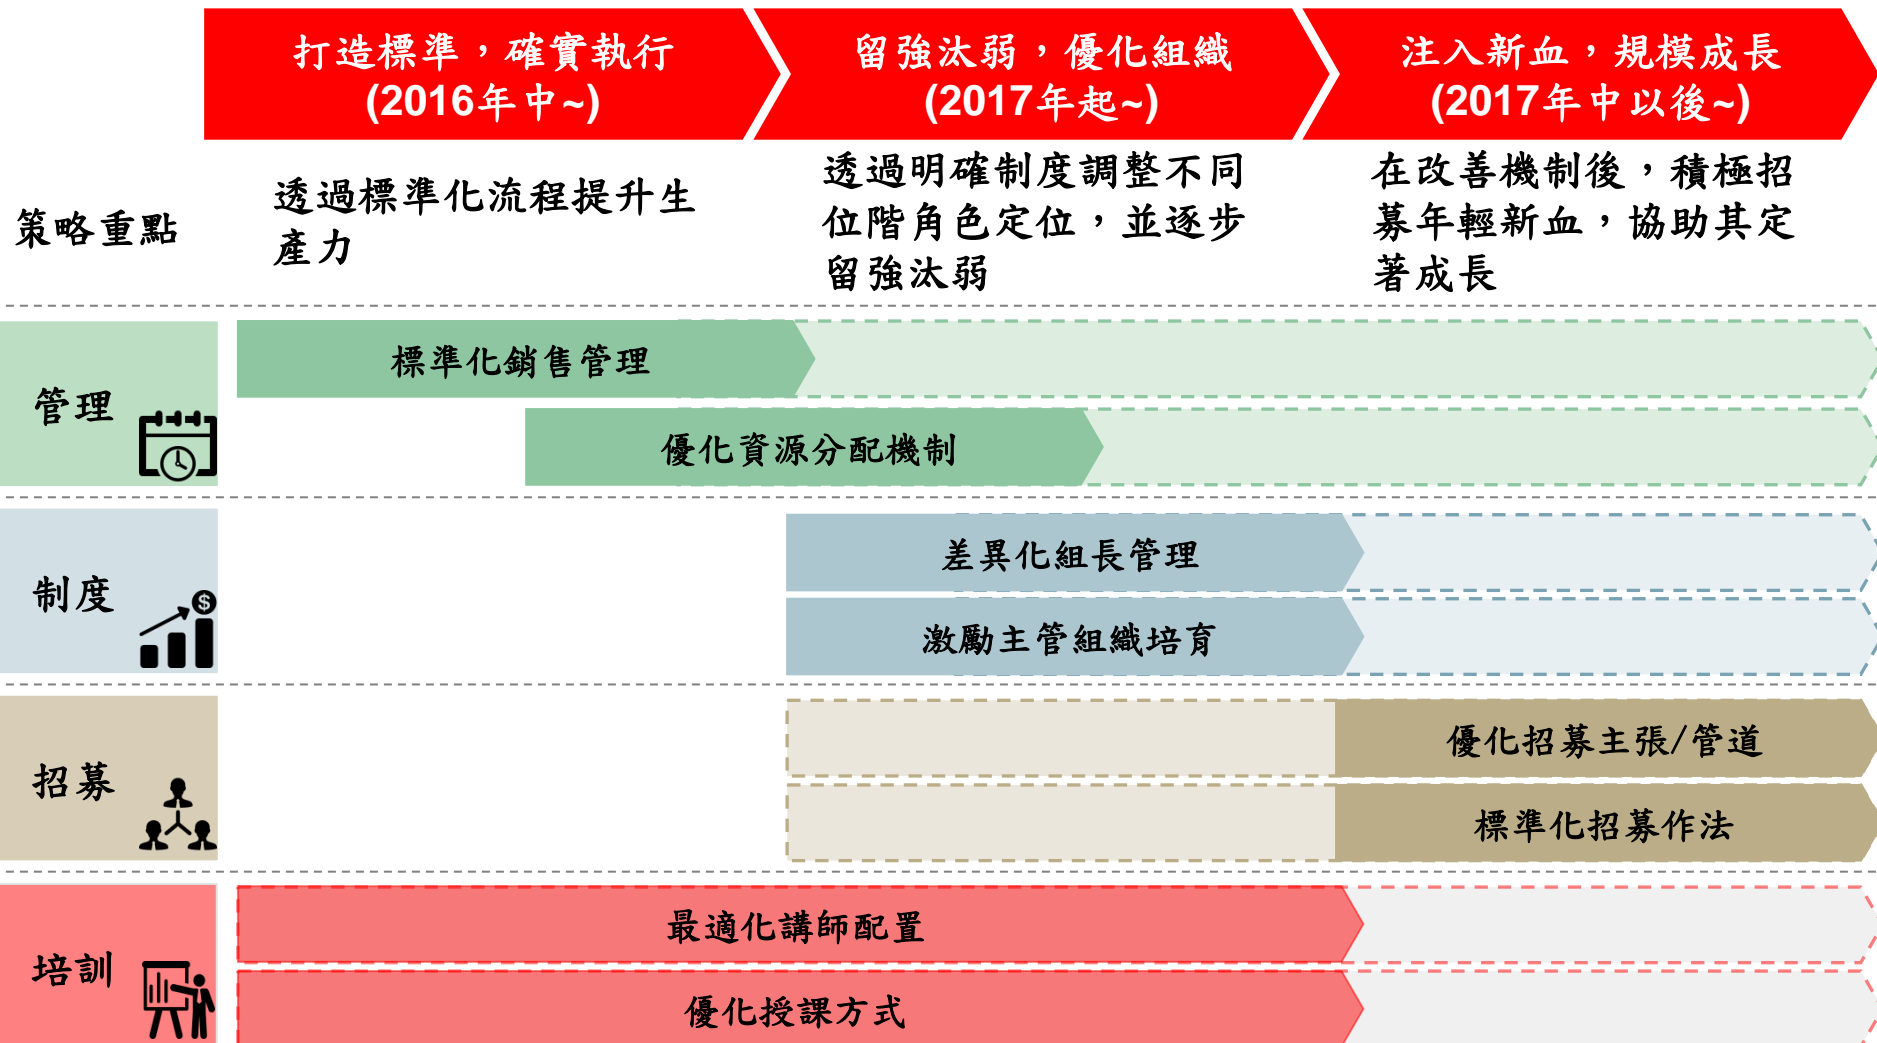 打造標準，確實執行
(2016年中~)
留強汰弱，優化組織
(2017年起~)
注入新血，規模成長
(2017年中以後~)
策略重點
透過標準化流程提升生
產力
透過明確制度調整不同
位階角色定位，並逐步
留強汰弱
在改善機制後，積極招
募年輕新血，協助其定
著成長
管理
標準化銷售管理
優化資源分配機制
制度
$
差異化組長管理
激勵主管組織培育
招募
優化招募主張/管道
標準化招募作法
培訓
最適化講師配置
優化授課方式